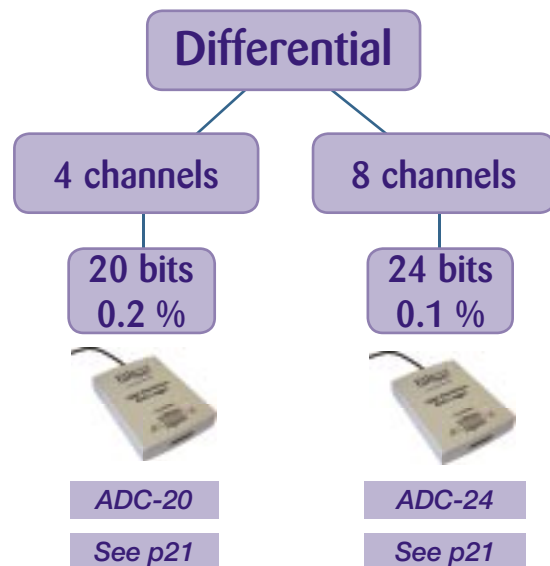 Differential
4 channels
8 channels
20 bits
0.2 %
24 bits
0.1 %
ADC-20
ADC-24
See p21
See p21